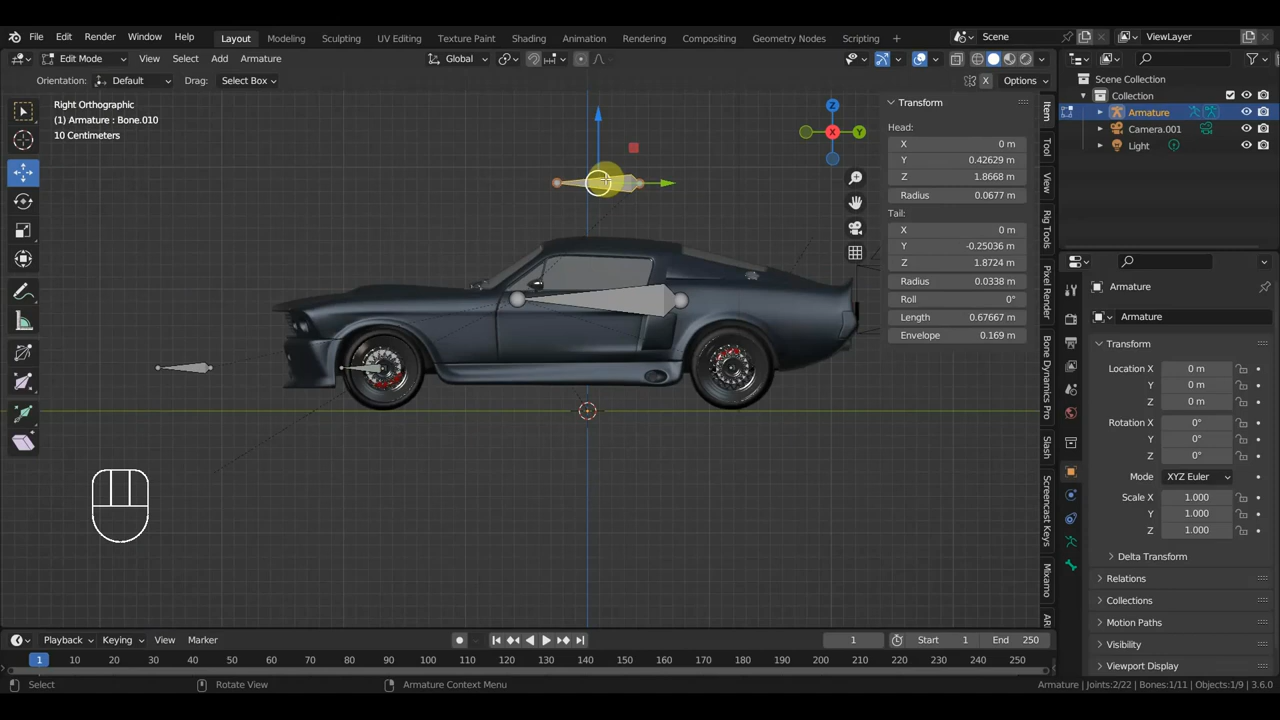 File Edit Render Window Help Layout Modeling Sculpting UV Editing Texture Paint Shading Animation Rendering Compositing Geometry Nodes Scripting + Scene ViewLayer
Edit Mode View Select Add Armature Global Options
Orientation: Default Drag: Select Box X Options
Right Orthographic
(1) Armature : Bone.010
10 Centimeters
Z
Y
X
Transform
Head:
X 0 m
Y 0.42629 m
Z 1.8668 m
Radius 0.0677 m
Tail:
X 0 m
Y -0.25036 m
Z 1.8724 m
Radius 0.0338 m
Roll 0°
Length 0.67667 m
Envelope 0.169 m
Item
Tool
View
Rig Tools
Pixel Render
Bone Dynamics Pro
Slash
Screencast Keys
Mixamo
AR
Scene Collection
Collection
Armature
Camera.001
Light
Armature
Armature
Transform
Location X 0 m
Y 0 m
Z 0 m
Rotation X 0°
Y 0°
Z 0°
Mode XYZ Euler
Scale X 1.000
Y 1.000
Z 1.000
Delta Transform
Relations
Collections
Motion Paths
Visibility
Viewport Display
Playback Keying View Marker 1 Start 1 End 250
1 10 20 30 40 50 60 70 80 90 100 110 120 130 140 150 160 170 180 190 200 210 220 230 240 250
Select Rotate View Armature Context Menu Armature | Joints:2/22 | Bones:1/11 | Objects:1/9 | 3.6.0